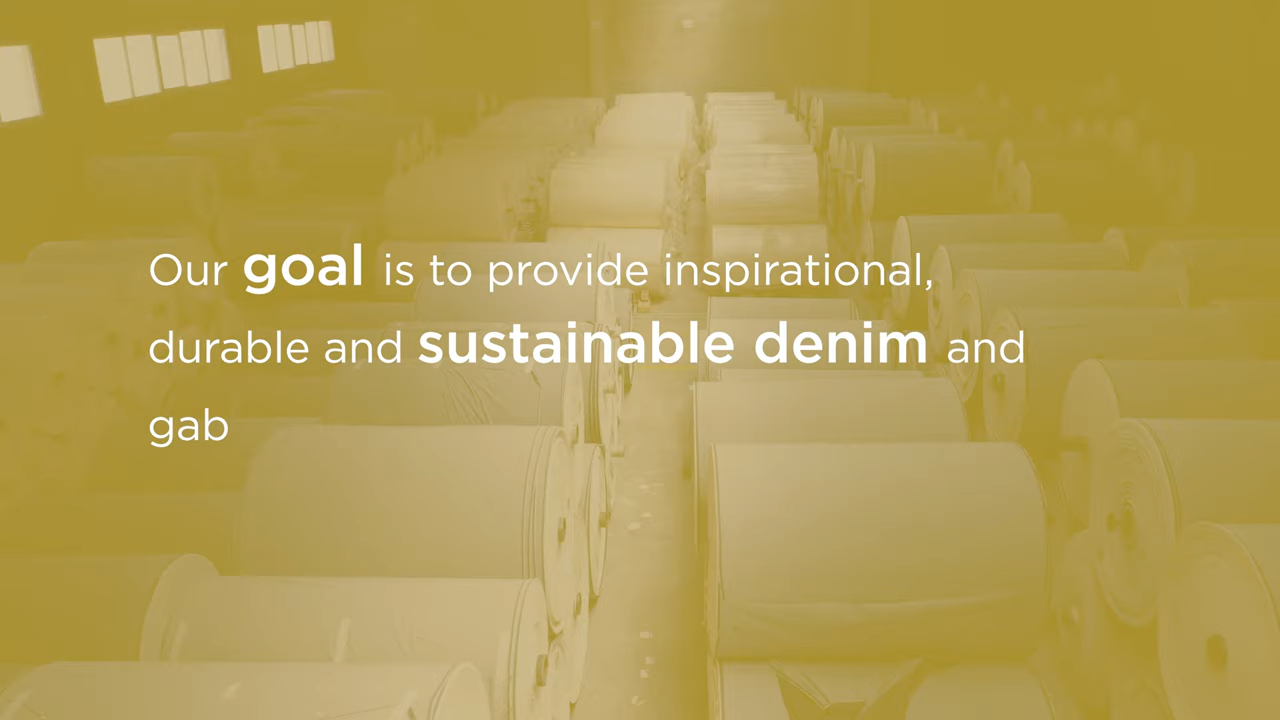 Our goal is to provide inspirational,
durable and sustainable denim and
gab